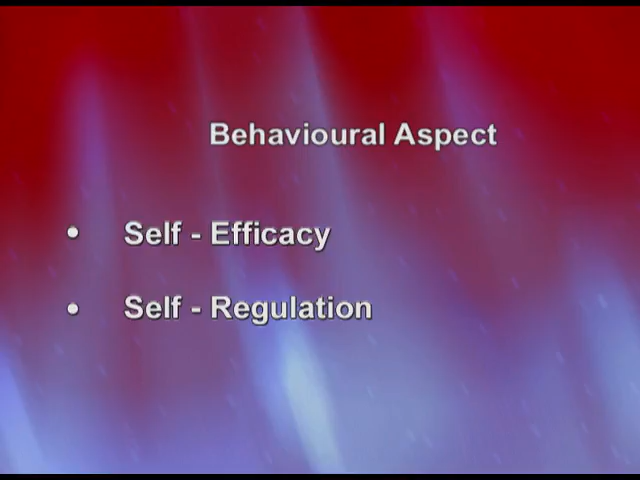 Behavioural Aspect
• Self - Efficacy
• Self - Regulation